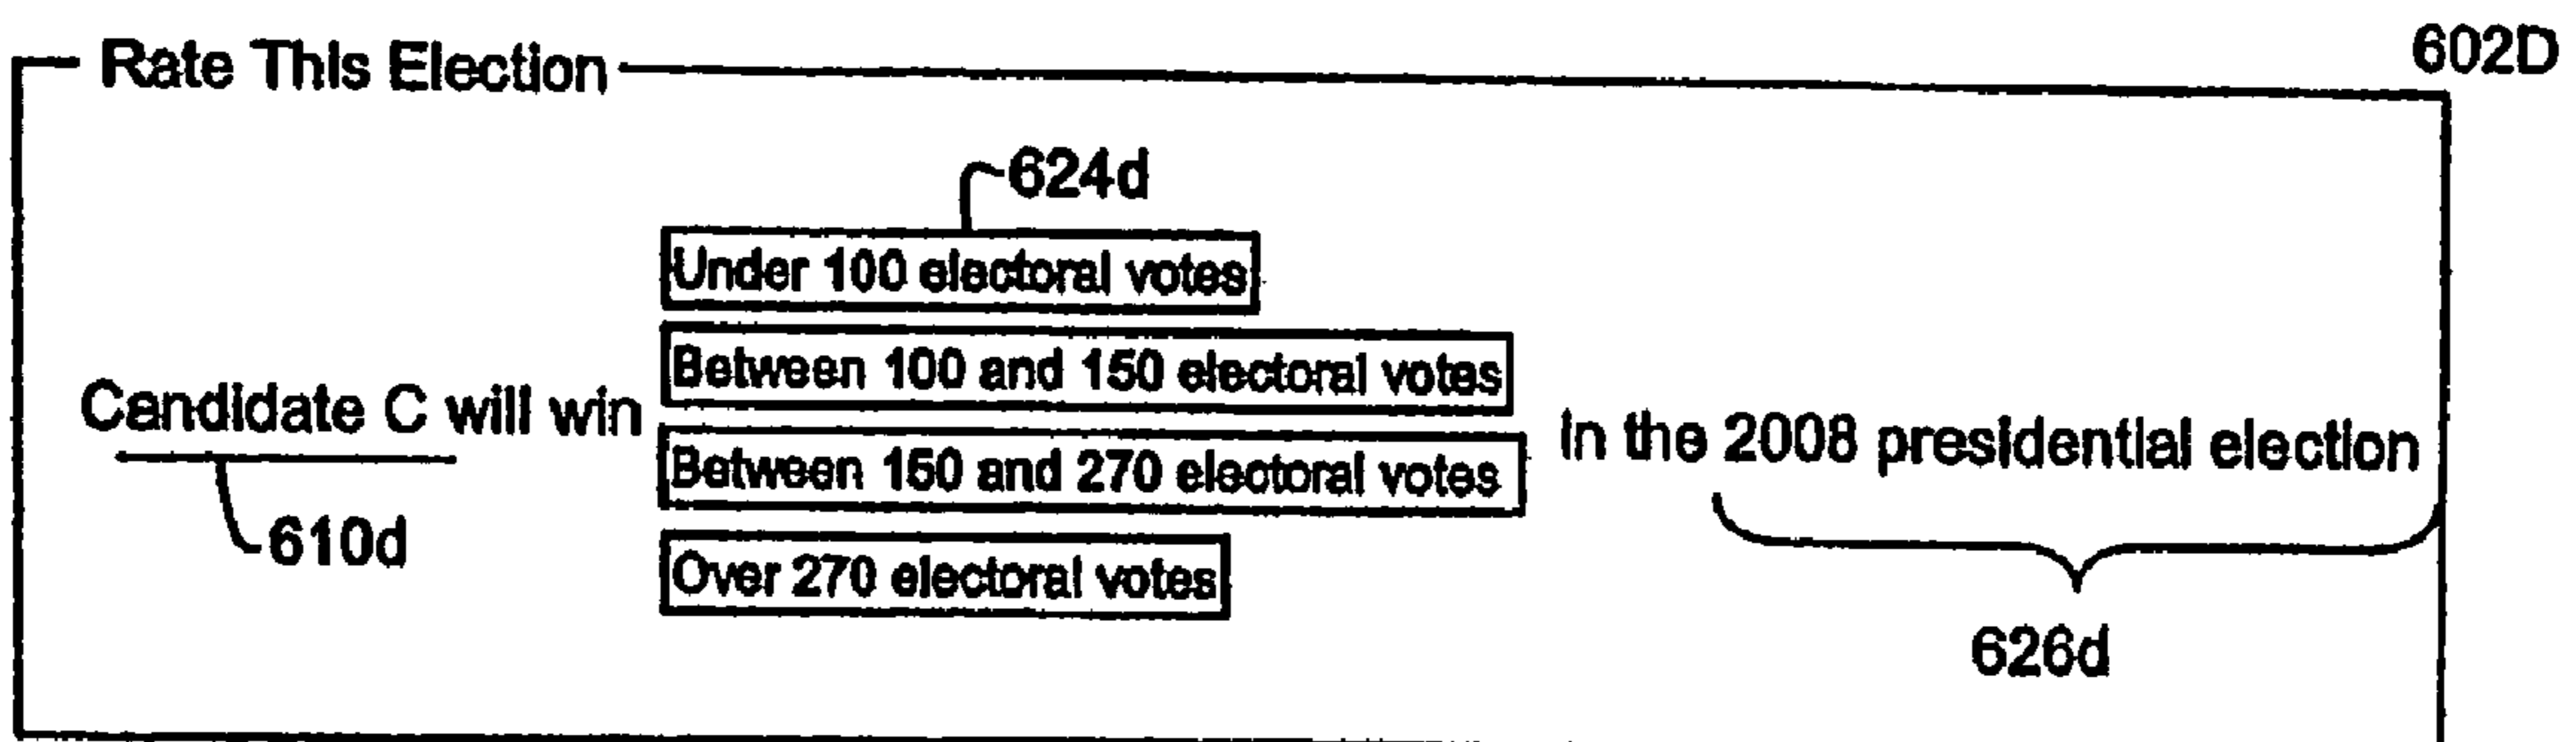 Rate This Election
602D
624d
Under 100 electoral votes
Between 100 and 150 electoral votes
Candidate C will win
In the 2008 presidential election
Between 150 and 270 electoral votes
610d
Over 270 electoral votes
626d